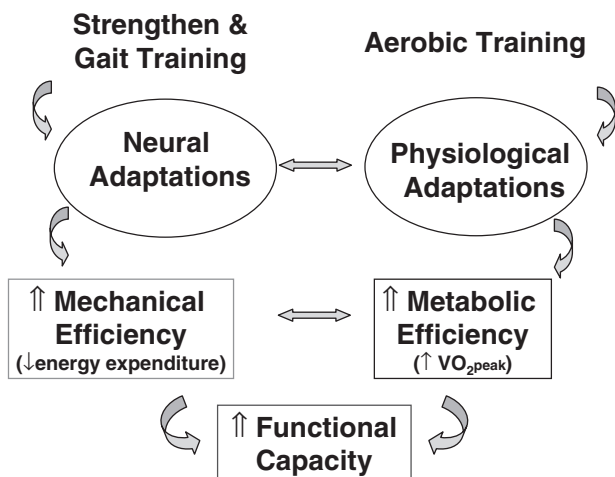 Strengthen &
Gait Training
Aerobic Training
Neural
Adaptations
Physiological
Adaptations
⇑ Mechanical
Efficiency
(↓energy expenditure)
⇑ Metabolic
Efficiency
(↑ VO₂peak)
⇑ Functional
Capacity